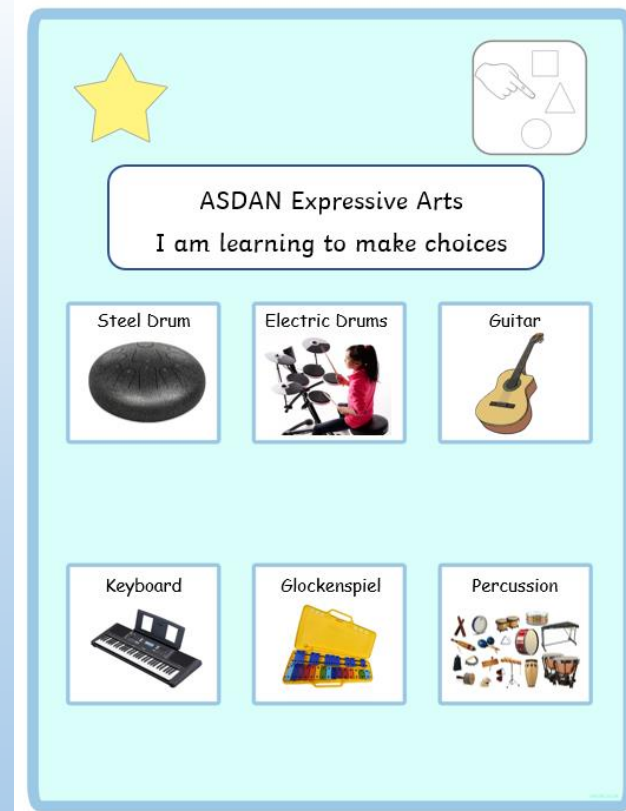 ASDAN Expressive Arts
I am learning to make choices
Steel Drum
Electric Drums
Guitar
Keyboard
Glockenspiel
Percussion